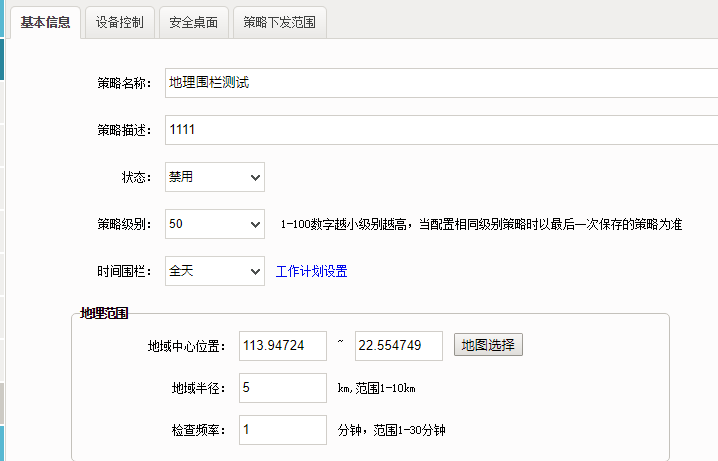 基本信息 设备控制 安全桌面 策略下发范围
策略名称： 地理围栏测试
策略描述： 1111
状态： 禁用
策略级别： 50 1-100数字越小级别越高，当配置相同级别策略时以最后一次保存的策略为准
时间围栏： 全天 工作计划设置
地理范围
地域中心位置： 113.94724 ~ 22.554749 地图选择
地域半径： 5 km,范围1-10km
检查频率： 1 分钟，范围1-30分钟